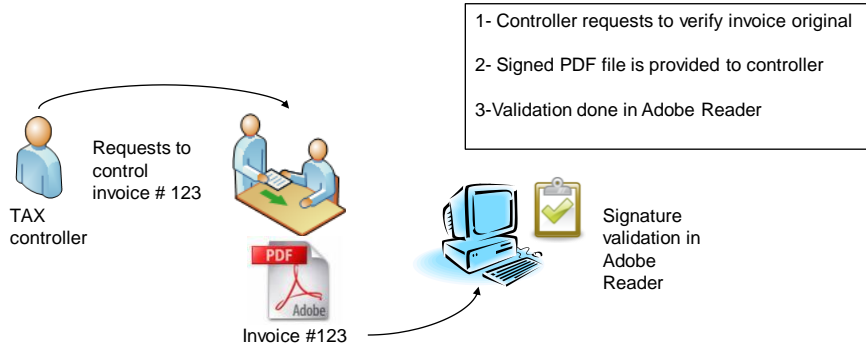 1- Controller requests to verify invoice original
2- Signed PDF file is provided to controller
3-Validation done in Adobe Reader
Requests to
control
invoice # 123
TAX
controller
PDF
Adobe
Invoice #123
Signature
validation in
Adobe
Reader